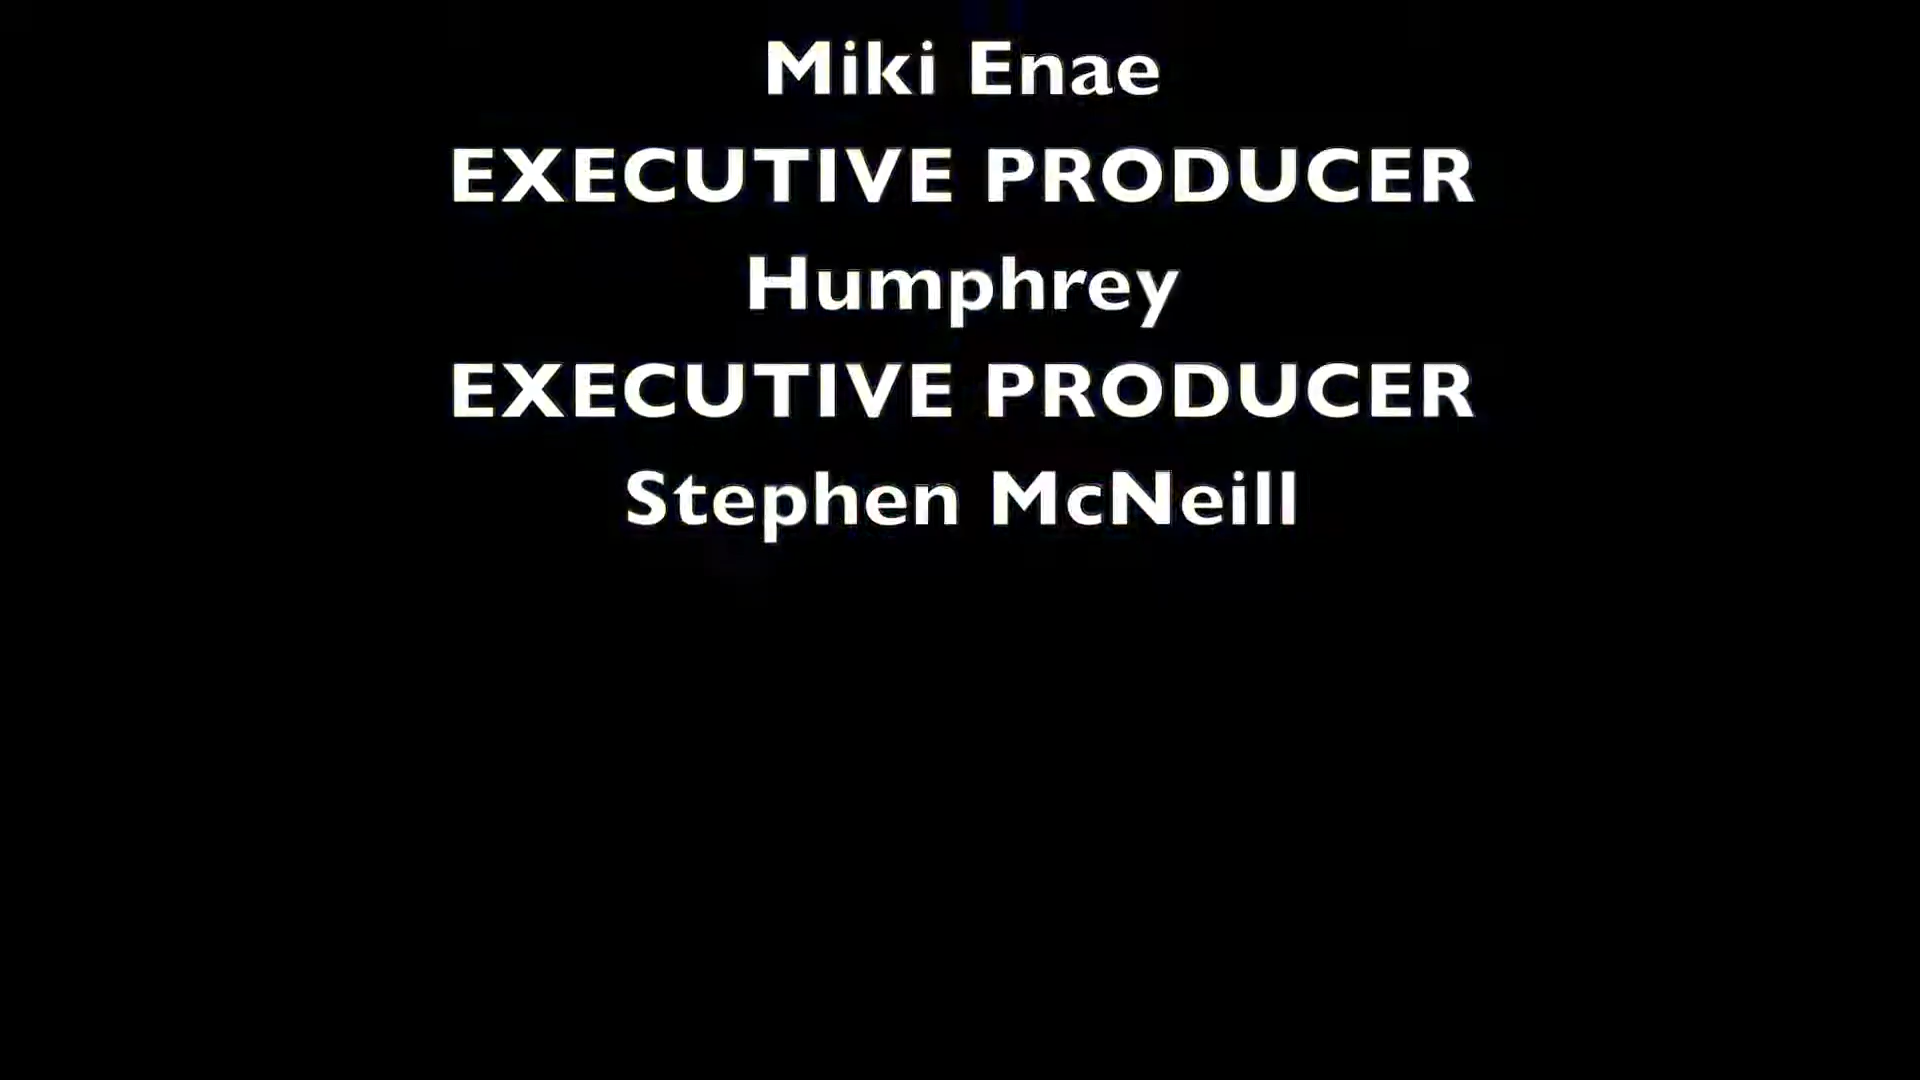 Miki Enae
EXECUTIVE PRODUCER
Humphrey
EXECUTIVE PRODUCER
Stephen McNeill